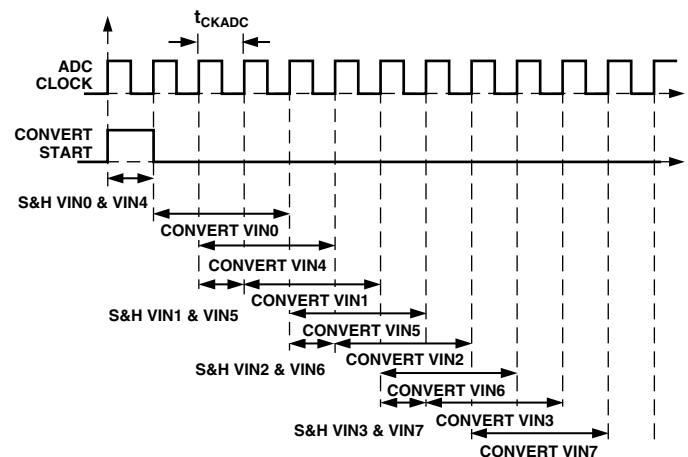 tCKADC
ADC
CLOCK
CONVERT
START
S&H VIN0 & VIN4
CONVERT VIN0
CONVERT VIN4
CONVERT VIN1
S&H VIN1 & VIN5
CONVERT VIN5
CONVERT VIN2
S&H VIN2 & VIN6
CONVERT VIN6
CONVERT VIN3
S&H VIN3 & VIN7
CONVERT VIN7